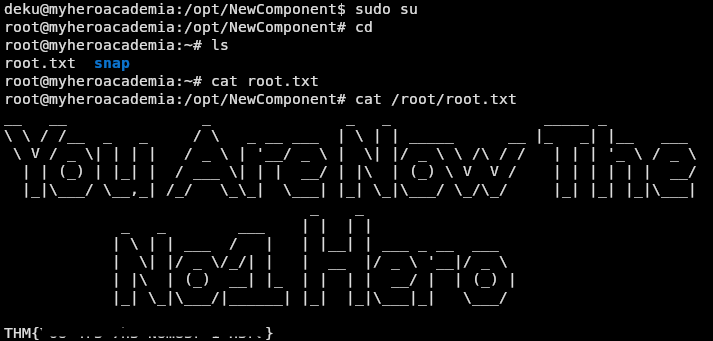 deku@myheroacademia:/opt/NewComponent$ sudo su
root@myheroacademia:/opt/NewComponent# cd
root@myheroacademia:~# ls
root.txt snap
root@myheroacademia:~# cat root.txt
root@myheroacademia:/opt/NewComponent# cat /root/root.txt
You Are Now The
No1 Hero
THM{
}